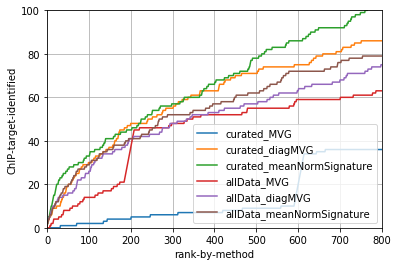 100
80
60
40
20
0
ChIP-target-identified
curated_MVG
curated_diagMVG
curated_meanNormSignature
allData_MVG
allData_diagMVG
allData_meanNormSignature
0 100 200 300 400 500 600 700 800
rank-by-method